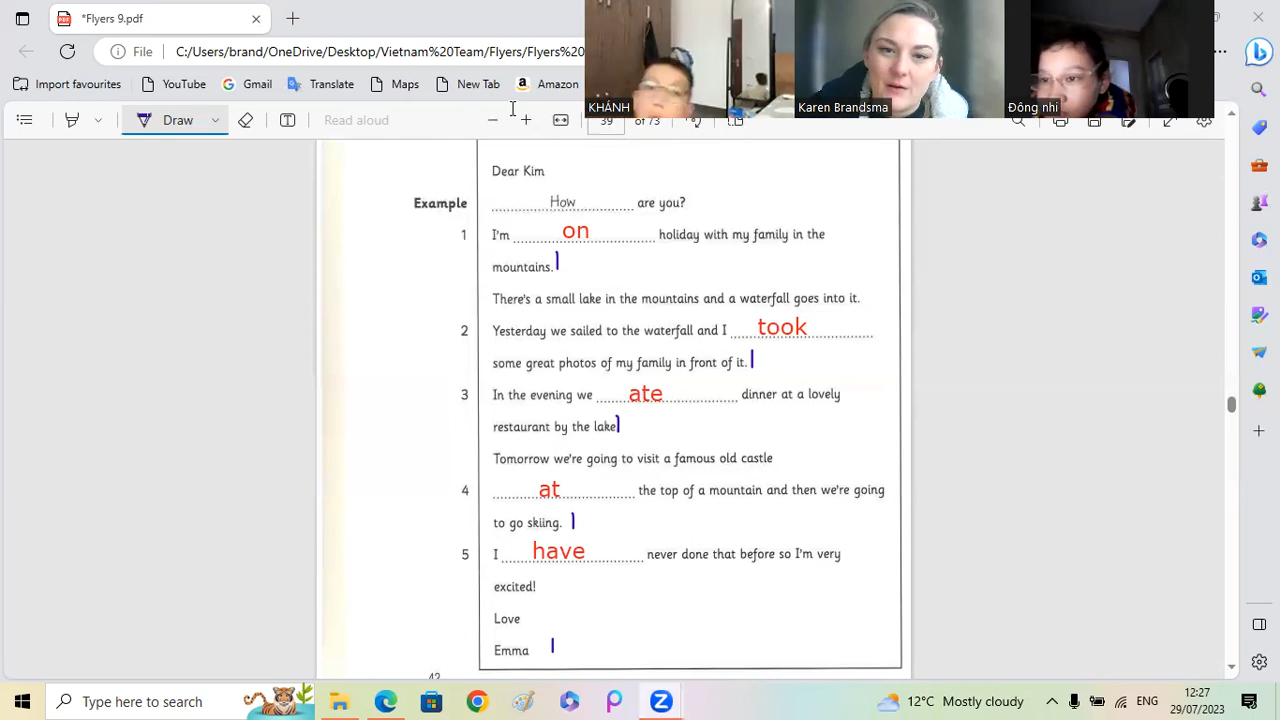 *Flyers 9.pdf
File C:/Users/brand/OneDrive/Desktop/Vietnam%20Team/Flyers/Flyers%20
Import favourites YouTube Gmail Translate Maps New Tab Amazon
KHÁNH Karen Brandsma Đông nhi
Draw Read aloud 39 of 73
Dear Kim
Example How are you?
1 I'm on holiday with my family in the
mountains.
There's a small lake in the mountains and a waterfall goes into it.
2 Yesterday we sailed to the waterfall and I took
some great photos of my family in front of it.
3 In the evening we ate dinner at a lovely
restaurant by the lake
Tomorrow we're going to visit a famous old castle
4 at the top of a mountain and then we're going
to go skiing.
5 I have never done that before so I'm very
excited!
Love
Emma
Type here to search 12°C Mostly cloudy ENG 12:27
29/07/2023